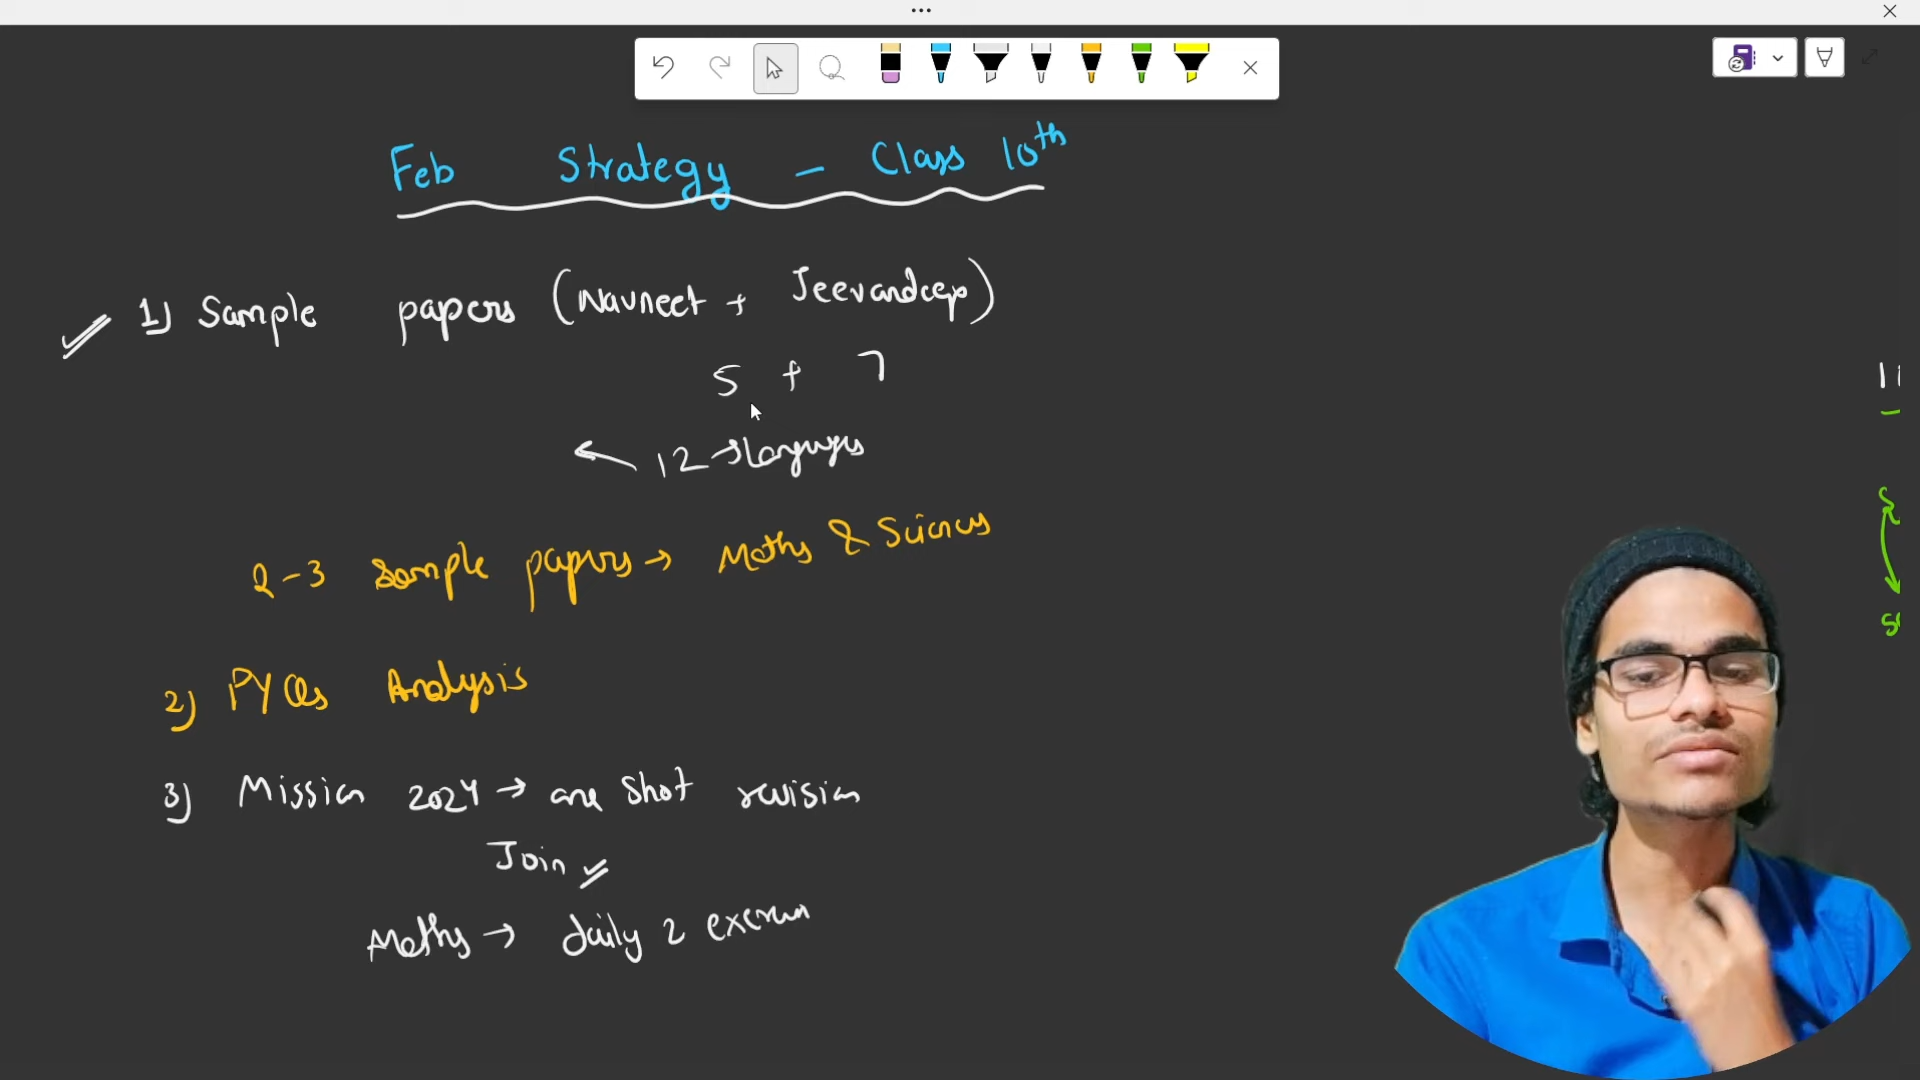 Feb Strategy - Class 10th
1) Sample papers (Navneet + Jeevandeep)
5 + 7
← 12 → languages
2-3 Sample papers → Maths & Science
2) PYQs Analysis
3) Mission 2024 → one shot revision
Join
Maths → daily 2